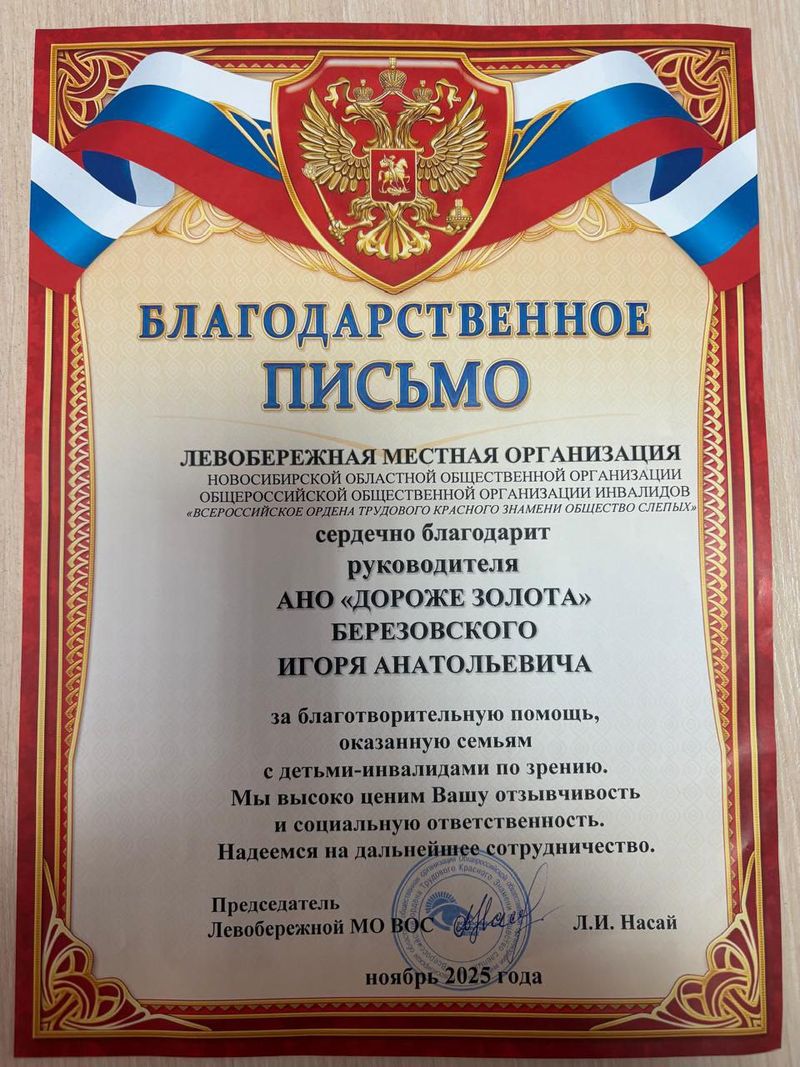 БЛАГОДАРСТВЕННОЕ
ПИСЬМО
ЛЕВОБЕРЕЖНАЯ МЕСТНАЯ ОРГАНИЗАЦИЯ
НОВОСИБИРСКОЙ ОБЛАСТНОЙ ОБЩЕСТВЕННОЙ ОРГАНИЗАЦИИ
ОБЩЕРОССИЙСКОЙ ОБЩЕСТВЕННОЙ ОРГАНИЗАЦИИ ИНВАЛИДОВ
«ВСЕРОССИЙСКОЕ ОРДЕНА ТРУДОВОГО КРАСНОГО ЗНАМЕНИ ОБЩЕСТВО СЛЕПЫХ»
сердечно благодарит
руководителя
АНО «ДОРОЖЕ ЗОЛОТА»
БЕРЕЗОВСКОГО
ИГОРЯ АНАТОЛЬЕВИЧА
за благотворительную помощь,
оказанную семьям
с детьми-инвалидами по зрению.
Мы высоко ценим Вашу отзывчивость
и социальную ответственность.
Надеемся на дальнейшее сотрудничество.
Председатель
Левобережной МО ВОС Л.И. Насай
ноябрь 2025 года